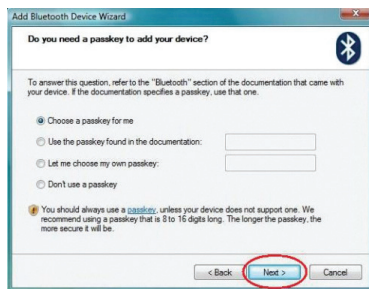 Add Bluetooth Device Wizard
Do you need a passkey to add your device?
To answer this question, refer to the "Bluetooth" section of the documentation that came with
your device. If the documentation specifies a passkey, use that one.
Choose a passkey for me
Use the passkey found in the documentation:
Let me choose my own passkey:
Don't use a passkey
You should always use a passkey, unless your device does not support one. We
recommend using a passkey that is 8 to 16 digits long. The longer the passkey, the
more secure it will be.
< Back Next > Cancel